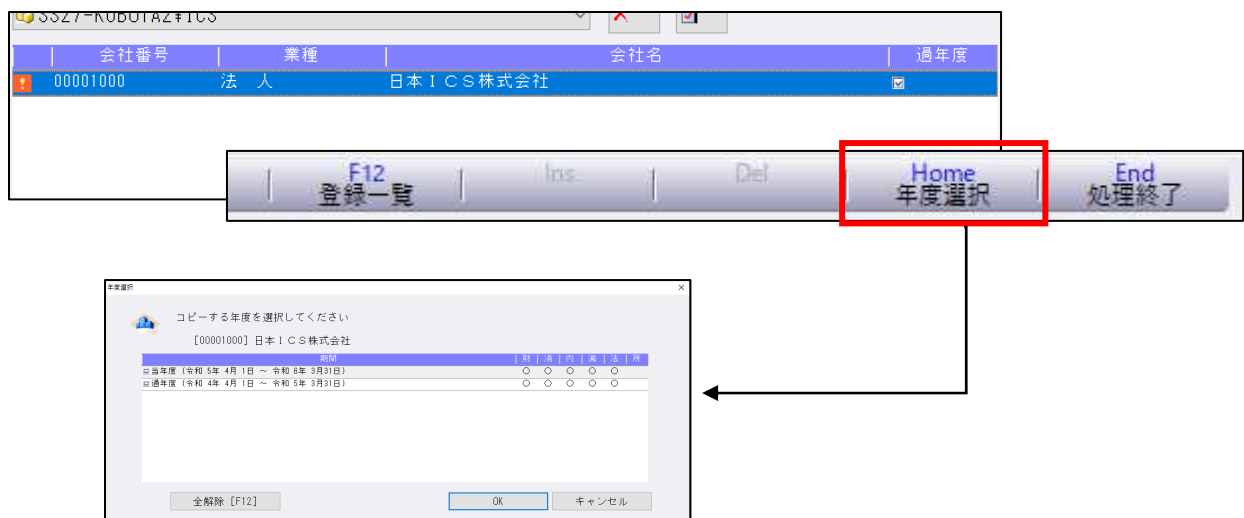 SS27-KUBOTA2¥ICS
会社番号 業種 会社名 過年度
00001000 法 人 日本ICS株式会社
F12 Ins Del Home End
登録一覧 年度選択 処理終了
年度選択
コピーする年度を選択してください
[00001000] 日本ICS株式会社
期間 財 消 内 減 法 所
当年度 (令和 5年 4月 1日 ~ 令和 6年 3月31日) ○ ○ ○ ○ ○
過年度 (令和 4年 4月 1日 ~ 令和 5年 3月31日) ○ ○ ○ ○ ○
全解除 [F12] OK キャンセル